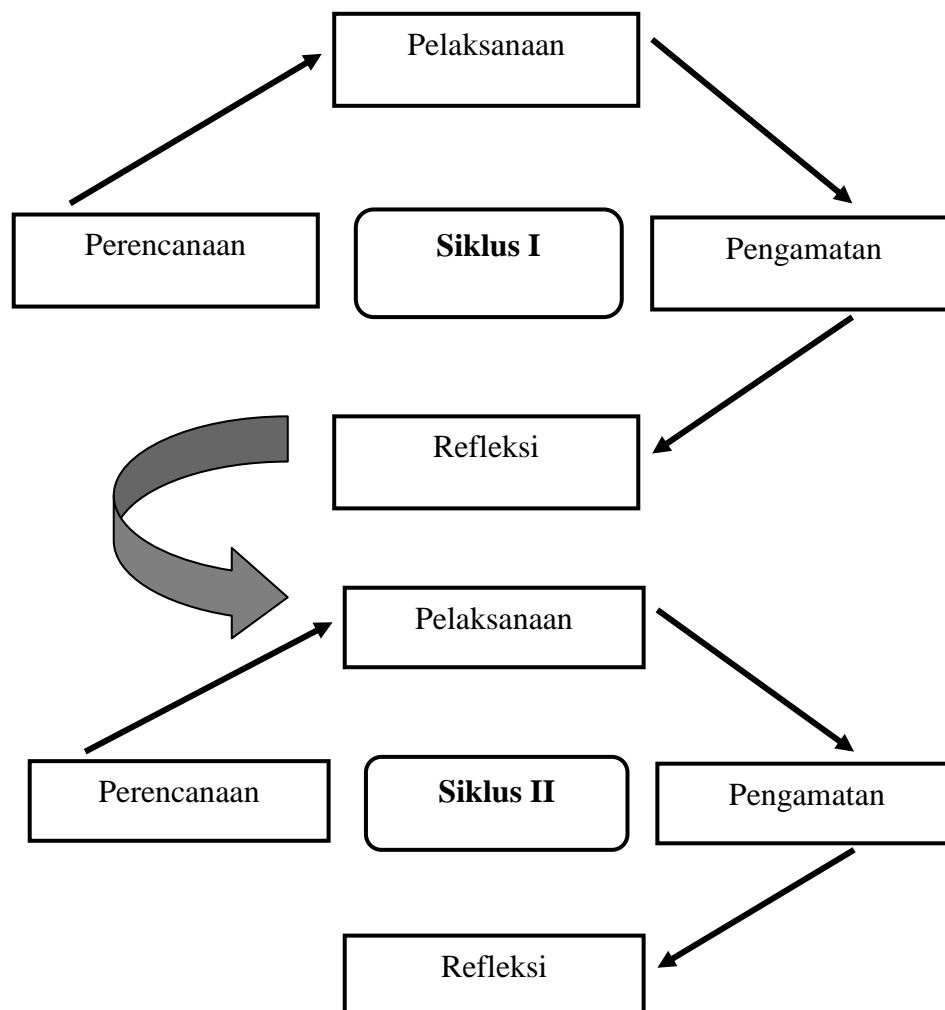 Pelaksanaan
Perencanaan
Siklus I
Pengamatan
Refleksi
Pelaksanaan
Perencanaan
Siklus II
Pengamatan
Refleksi